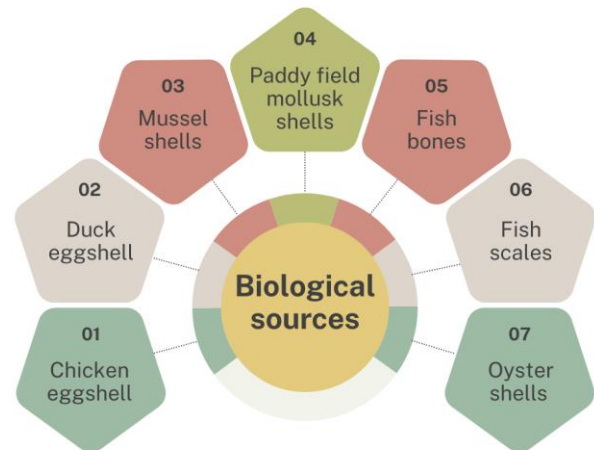 01
Chicken
eggshell
02
Duck
eggshell
03
Mussel
shells
04
Paddy field
mollusk
shells
05
Fish
bones
06
Fish
scales
07
Oyster
shells
Biological
sources